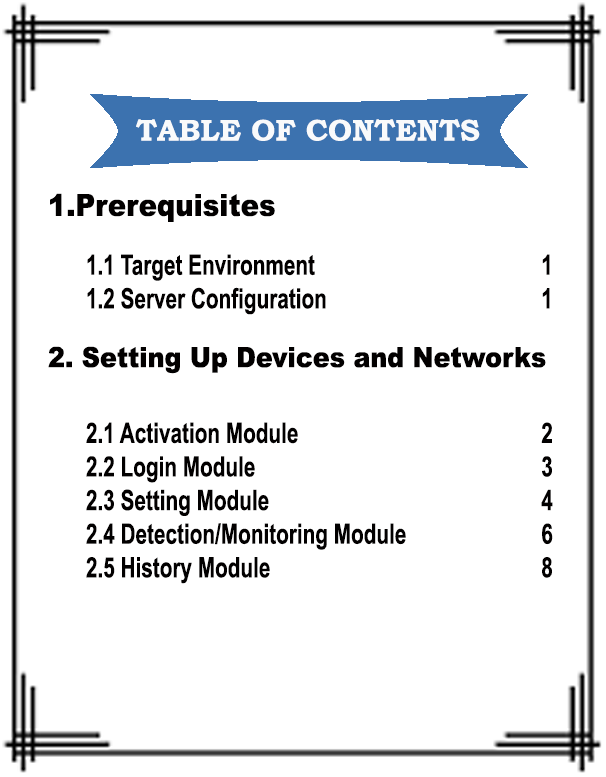 TABLE OF CONTENTS
1.Prerequisites
1.1 Target Environment 1
1.2 Server Configuration 1
2. Setting Up Devices and Networks
2.1 Activation Module 2
2.2 Login Module 3
2.3 Setting Module 4
2.4 Detection/Monitoring Module 6
2.5 History Module 8